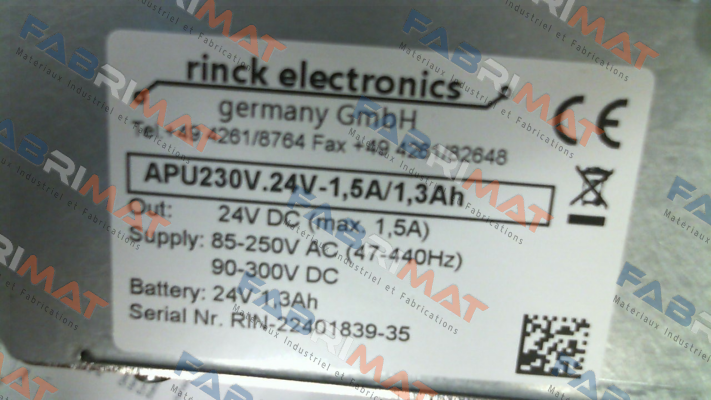 rinck electronics
germany GmbH
Tel.+49 4261/8764 Fax +49 4261/82648
APU230V.24V-1,5A/1,3Ah
Out: 24V DC (max. 1,5A)
Supply: 85-250V AC (47-440Hz)
90-300V DC
Battery: 24V-1,3Ah
Serial Nr. RIN-22401839-35
CE
FABRIMAT
Matériaux Industriel et Fabrications